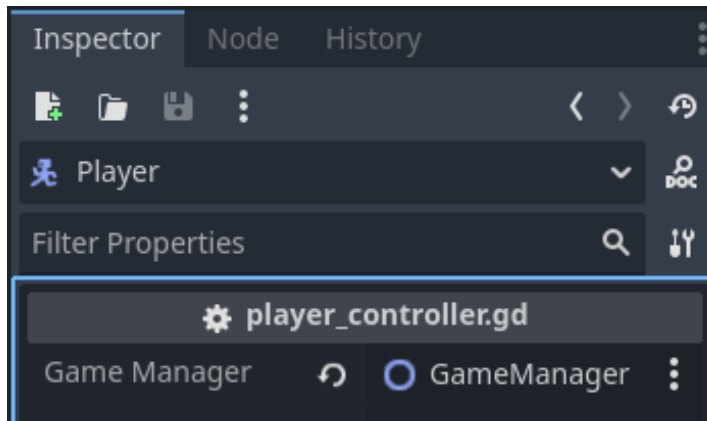 Inspector Node History
Player DOC
Filter Properties
player_controller.gd
Game Manager GameManager